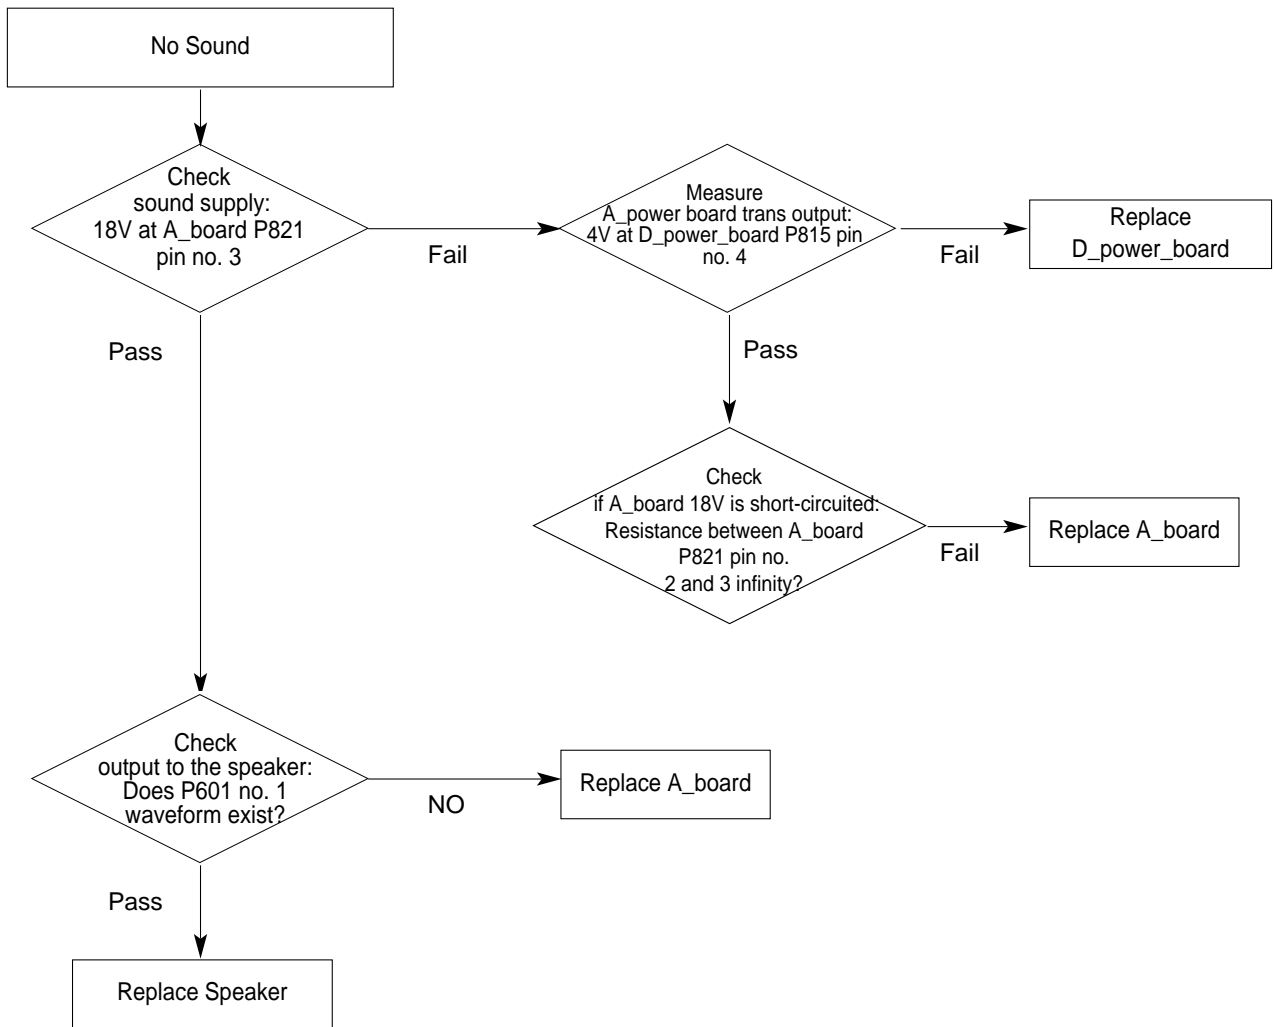 No Sound
Check
sound supply:
18V at A_board P821
pin no. 3
Fail
Measure
A_power board trans output:
4V at D_power_board P815 pin
no. 4
Fail
Replace
D_power_board
Pass
Pass
Check
if A_board 18V is short-circuited:
Resistance between A_board
P821 pin no.
2 and 3 infinity?
Fail
Replace A_board
Check
output to the speaker:
Does P601 no. 1
waveform exist?
NO
Replace A_board
Pass
Replace Speaker